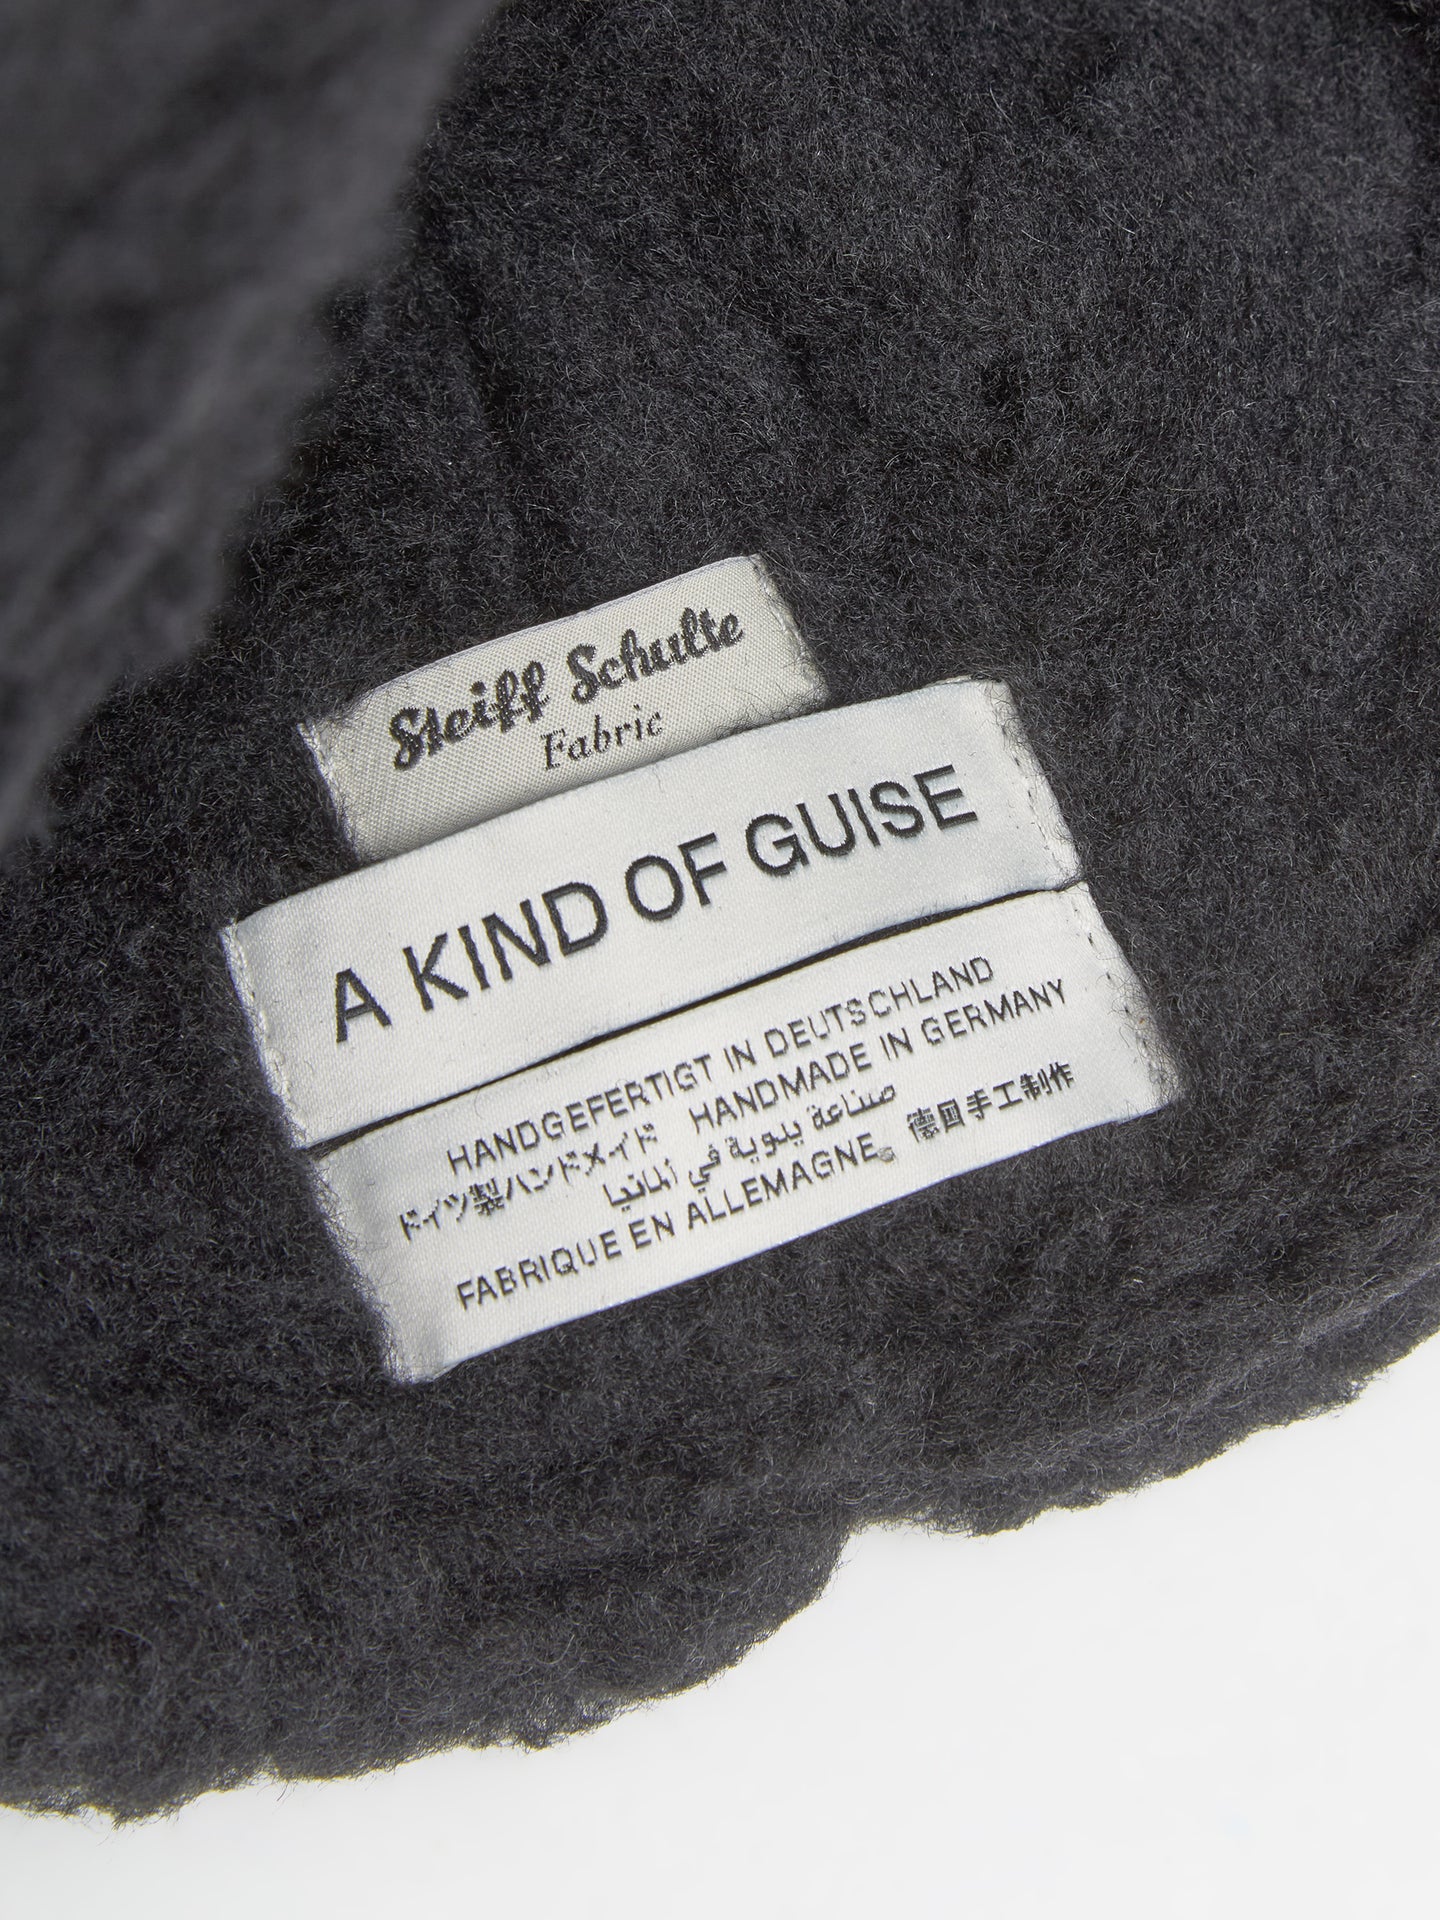 Steiff Schulte
Fabric
A KIND OF GUISE
HANDGEFERTIGT IN DEUTSCHLAND
ドイツ製ハンドメイド HANDMADE IN GERMANY
صناعة يدوية في ألمانيا 德国手工制作
FABRIQUE EN ALLEMAGNE